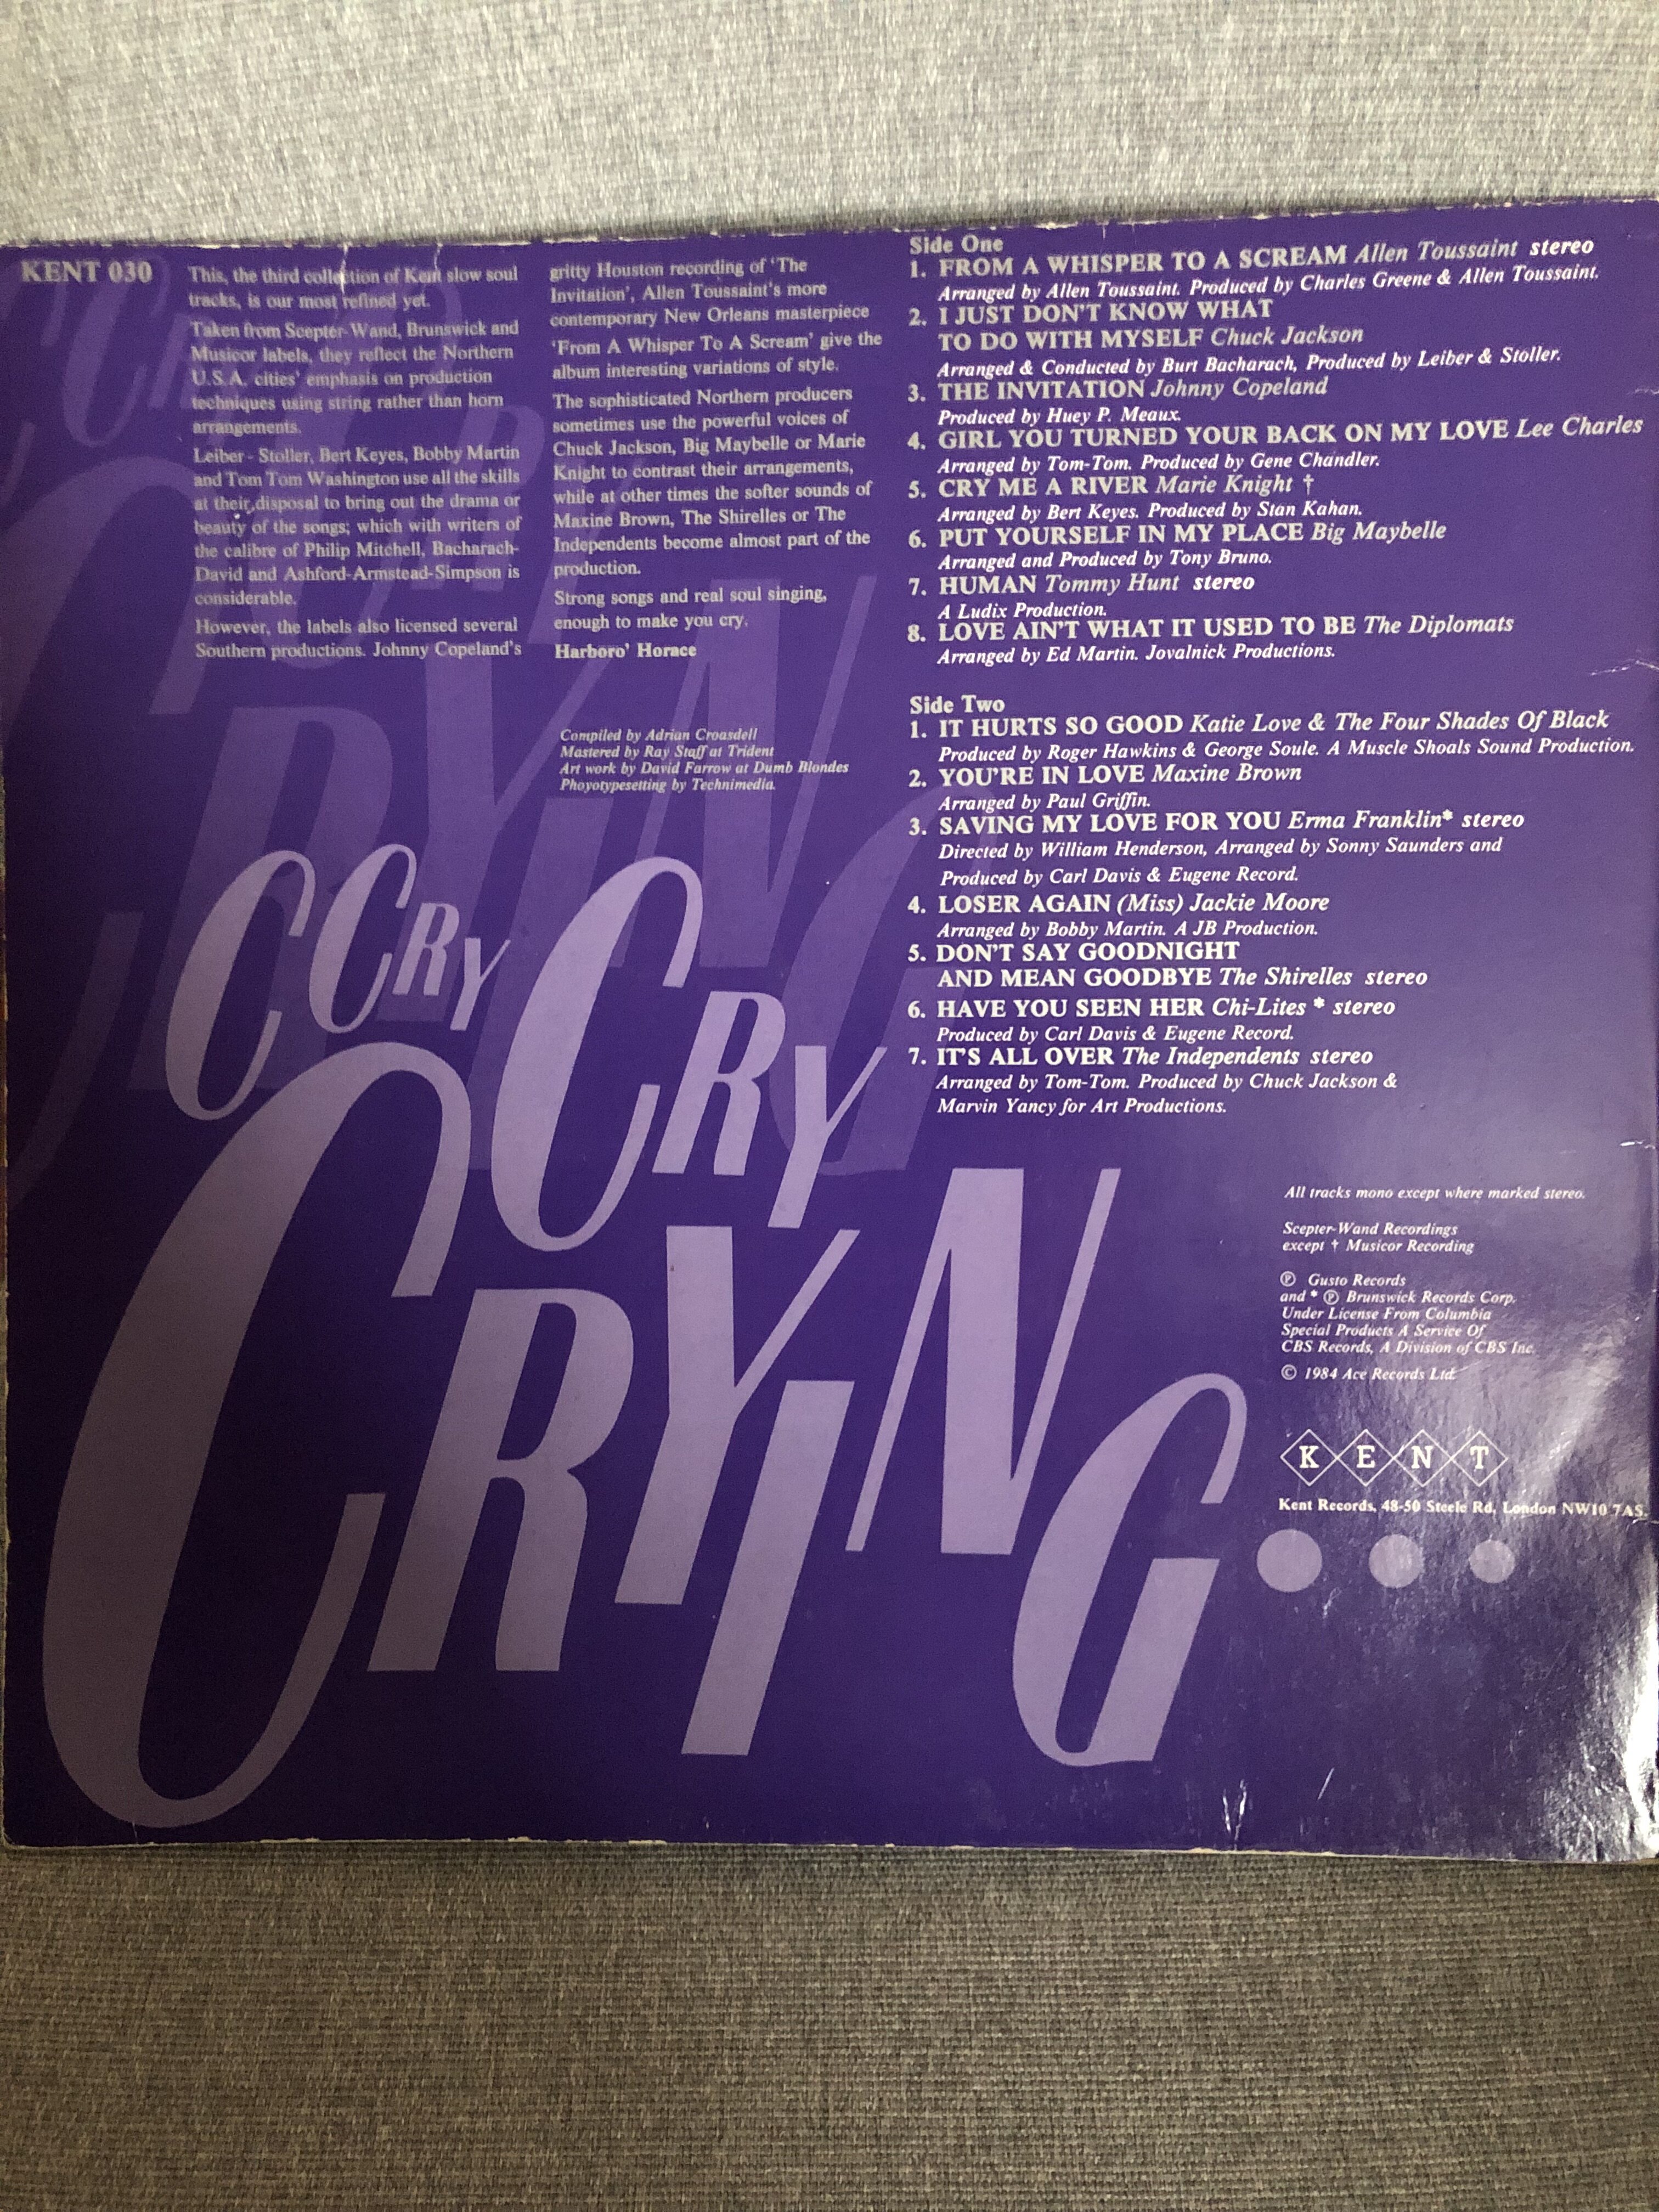 KENT 030
This, the third collection of Kent slow soul
tracks, is our most refined yet.
Taken from Scepter-Wand, Brunswick and
Musicor labels, they reflect the Northern
U.S.A. cities' emphasis on production
techniques using string rather than horn
arrangements.
Leiber - Stoller, Bert Keyes, Bobby Martin
and Tom Tom Washington use all the skills
at their disposal to bring out the drama or
beauty of the songs; which with writers of
the calibre of Philip Mitchell, Bacharach-
David and Ashford-Armstead-Simpson is
considerable.
However, the labels also licensed several
Southern productions. Johnny Copeland's
gritty Houston recording of 'The
Invitation', Allen Toussaint's more
contemporary New Orleans masterpiece
'From A Whisper To A Scream' give the
album interesting variations of style.
The sophisticated Northern producers
sometimes use the powerful voices of
Chuck Jackson, Big Maybelle or Marie
Knight to contrast their arrangements,
while at other times the softer sounds of
Maxine Brown, The Shirelles or The
Independents become almost part of the
production.
Strong songs and real soul singing,
enough to make you cry.
Harboro' Horace
Compiled by Adrian Croasdell
Mastered by Ray Staff at Trident
Art work by David Farrow at Dumb Blondes
Phoyotypesetting by Technimedia.
Side One
1. FROM A WHISPER TO A SCREAM Allen Toussaint stereo
Arranged by Allen Toussaint. Produced by Charles Greene & Allen Toussaint.
2. I JUST DON'T KNOW WHAT
TO DO WITH MYSELF Chuck Jackson
Arranged & Conducted by Burt Bacharach, Produced by Leiber & Stoller.
3. THE INVITATION Johnny Copeland
Produced by Huey P. Meaux.
4. GIRL YOU TURNED YOUR BACK ON MY LOVE Lee Charles
Arranged by Tom-Tom. Produced by Gene Chandler.
5. CRY ME A RIVER Marie Knight †
Arranged by Bert Keyes. Produced by Stan Kahan.
6. PUT YOURSELF IN MY PLACE Big Maybelle
Arranged and Produced by Tony Bruno.
7. HUMAN Tommy Hunt stereo
A Ludix Production.
8. LOVE AIN'T WHAT IT USED TO BE The Diplomats
Arranged by Ed Martin. Jovalnick Productions.
Side Two
1. IT HURTS SO GOOD Katie Love & The Four Shades Of Black
Produced by Roger Hawkins & George Soule. A Muscle Shoals Sound Production.
2. YOU'RE IN LOVE Maxine Brown
Arranged by Paul Griffin.
3. SAVING MY LOVE FOR YOU Erma Franklin* stereo
Directed by William Henderson, Arranged by Sonny Saunders and
Produced by Carl Davis & Eugene Record.
4. LOSER AGAIN (Miss) Jackie Moore
Arranged by Bobby Martin. A JB Production.
5. DON'T SAY GOODNIGHT
AND MEAN GOODBYE The Shirelles stereo
6. HAVE YOU SEEN HER Chi-Lites * stereo
Produced by Carl Davis & Eugene Record.
7. IT'S ALL OVER The Independents stereo
Arranged by Tom-Tom. Produced by Chuck Jackson &
Marvin Yancy for Art Productions.
All tracks mono except where marked stereo.
Scepter-Wand Recordings
except † Musicor Recording
Ⓟ Gusto Records
and * Ⓟ Brunswick Records Corp.
Under License From Columbia
Special Products A Service Of
CBS Records, A Division of CBS Inc.
© 1984 Ace Records Ltd.
KENT
Kent Records, 48-50 Steele Rd, London NW10 7AS.
C CRY CRY
CRYING